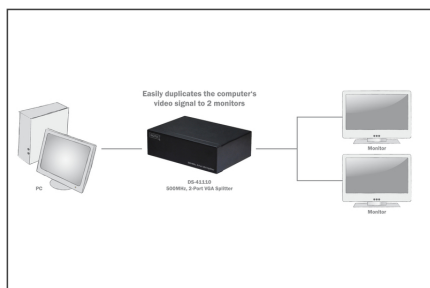 Easily duplicates the computer's
video signal to 2 monitors
PC
DS-41110
500MHz, 2-Port VGA Splitter
Monitor
Monitor